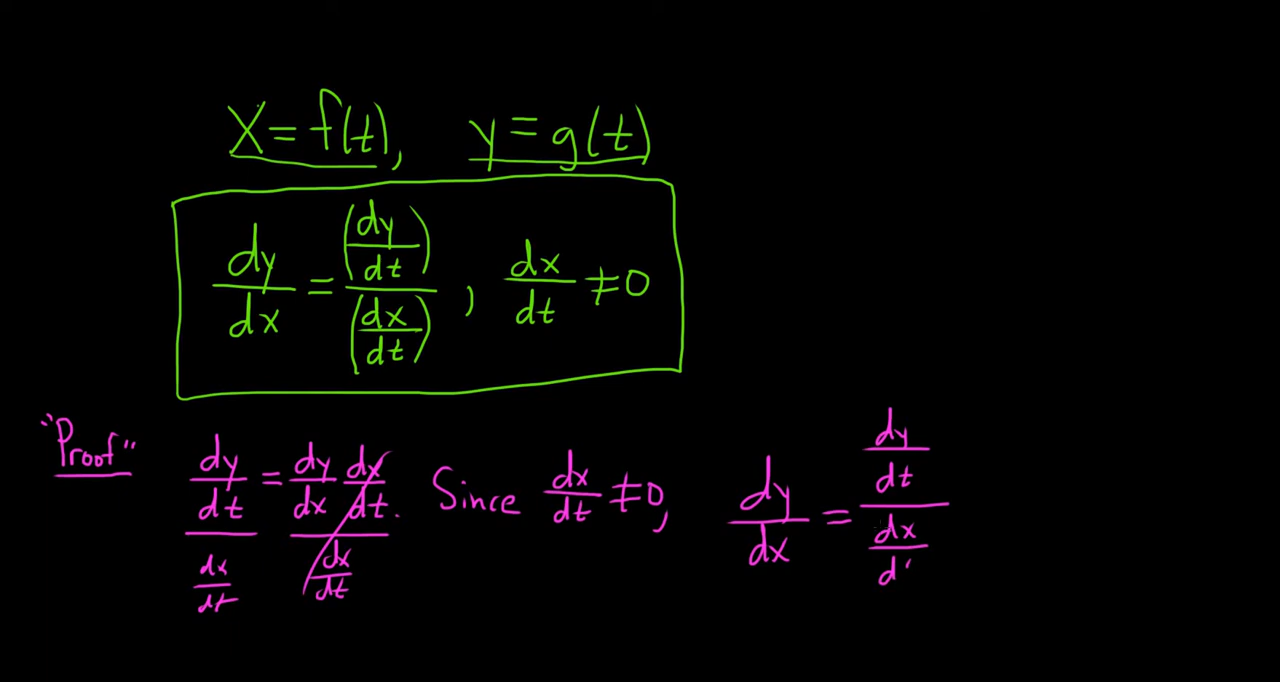 X = f(t), y = g(t)
dy/dx = (dy/dt)/(dx/dt), dx/dt ≠ 0
"Proof" dy/dt/dx/dt = dy/dx dx/dt/dx/dt. Since dx/dt ≠ 0, dy/dx = dy/dt/dx/d'